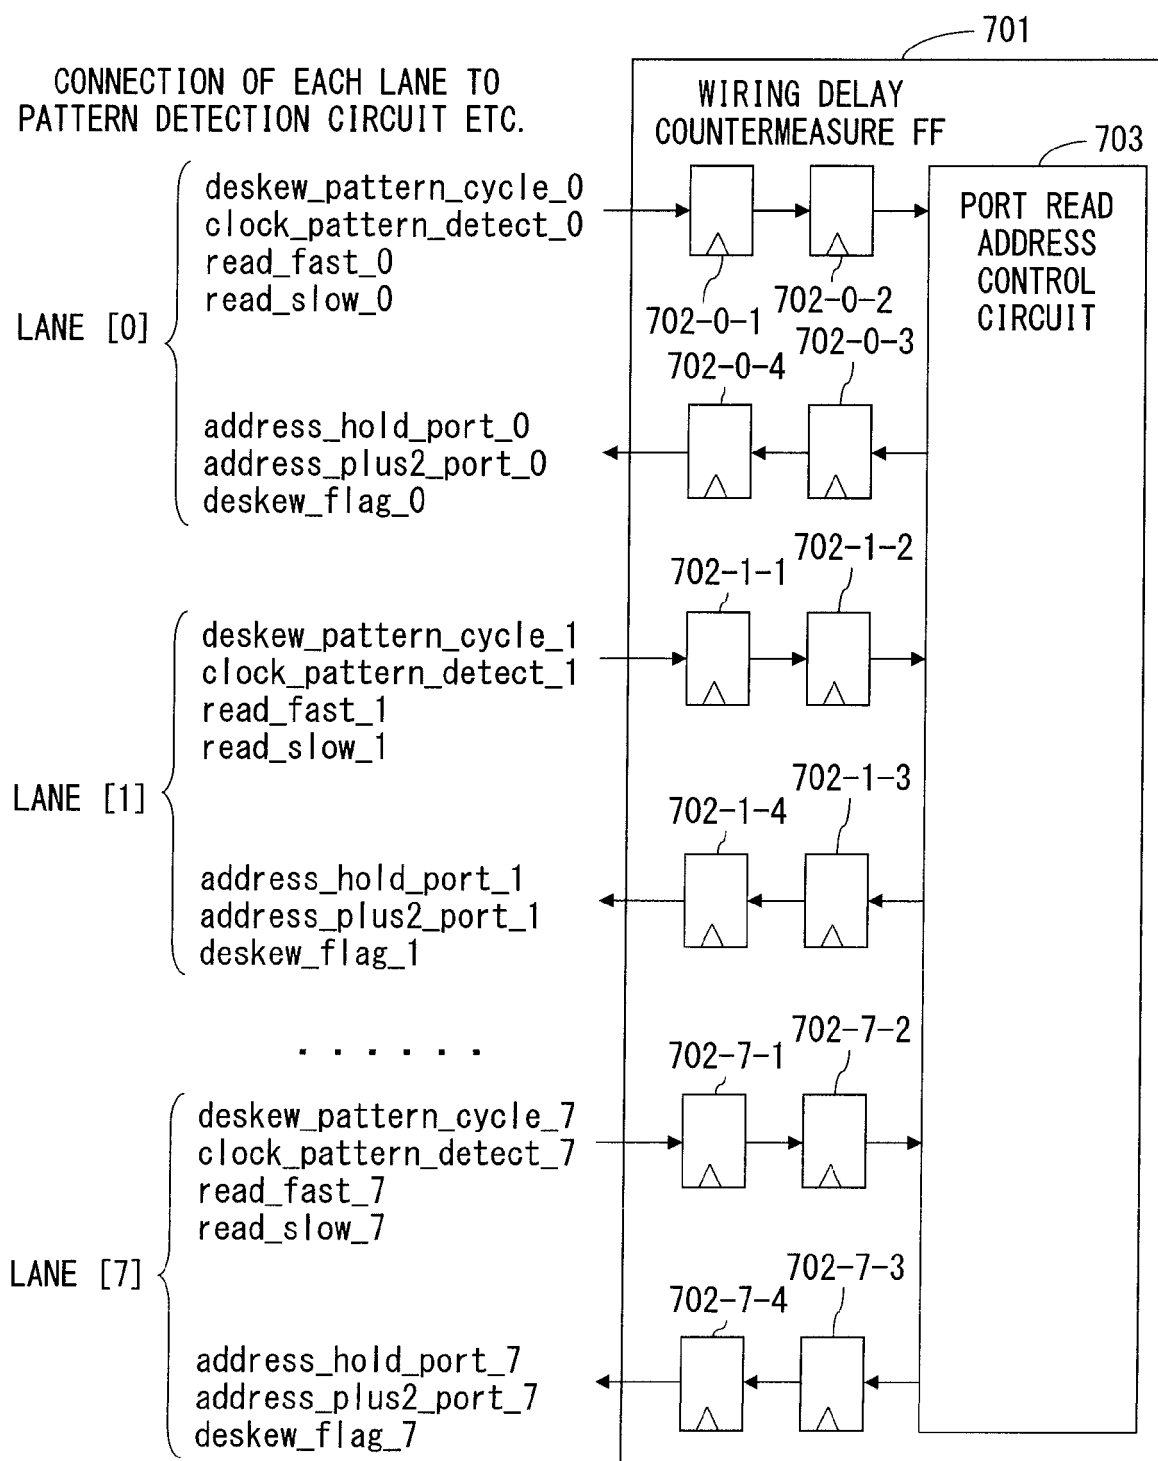 701
CONNECTION OF EACH LANE TO
PATTERN DETECTION CIRCUIT ETC.
WIRING DELAY
COUNTERMEASURE FF
703
PORT READ
ADDRESS
CONTROL
CIRCUIT
LANE [0]
deskew_pattern_cycle_0
clock_pattern_detect_0
read_fast_0
read_slow_0
702-0-1
702-0-2
702-0-3
702-0-4
address_hold_port_0
address_plus2_port_0
deskew_flag_0
702-1-1
702-1-2
LANE [1]
deskew_pattern_cycle_1
clock_pattern_detect_1
read_fast_1
read_slow_1
702-1-3
702-1-4
address_hold_port_1
address_plus2_port_1
deskew_flag_1
. . . . . .
702-7-1
702-7-2
LANE [7]
deskew_pattern_cycle_7
clock_pattern_detect_7
read_fast_7
read_slow_7
702-7-3
702-7-4
address_hold_port_7
address_plus2_port_7
deskew_flag_7